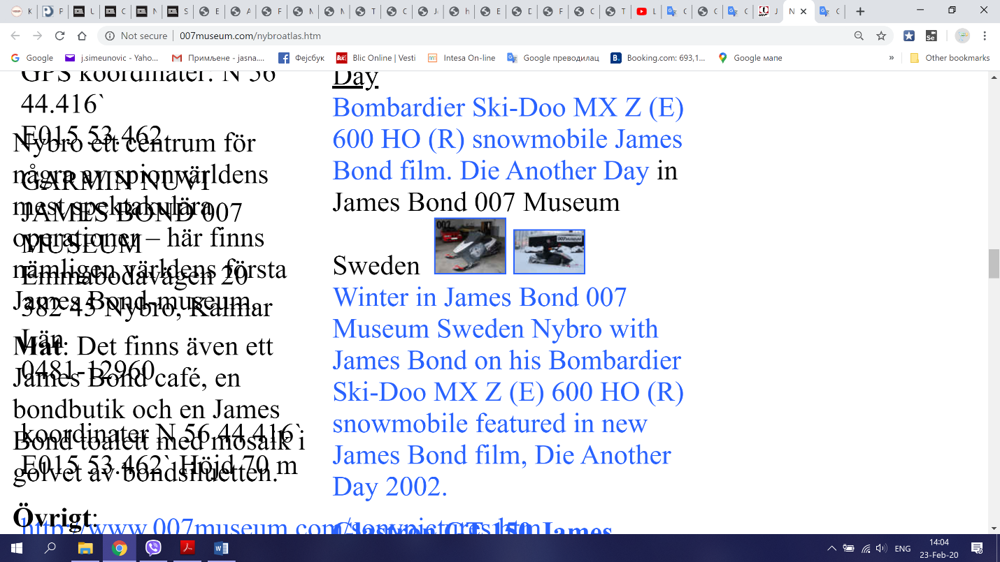 K
P
U
C
N
S
E
A
F
N
N
T
C
J
h
E
D
F
C
T
L
C
C
C
J
N
C
Not secure
007museum.com/nybroatlas.htm
Google
j.simeunovic - Yahoo...
Примљене - jasna....
Фејсбук
Blic Online | Vesti
Intesa On-line
Google преводилац
Booking.com: 693,1...
Google мапе
»
Other bookmarks
GPS koordinater: N 56
44.416`
E015 53.462
GARMIN NUVI
JAMES BOND 007
MUSEUM
Emmabodavägen 20
382 45 Nybro, Kalmar
Län
0481-12960
koordinater N 56 44.416`
E015 53.462` Höjd 70 m
http://www.007museum.com/sonypictures.htm
Nybro ett centrum för
några av spionvärldens
mest spektakulära
operationer – här finns
nämligen världens första
James Bond-museum.
Mat: Det finns även ett
James Bond café, en
bondbutik och en James
Bond toalett med mosaik i
golvet av bondsiluetten.
Övrigt:
Day
Bombardier Ski-Doo MX Z (E)
600 HO (R) snowmobile James
Bond film. Die Another Day in
James Bond 007 Museum
Sweden
007
007museum
Winter in James Bond 007
Museum Sweden Nybro with
James Bond on his Bombardier
Ski-Doo MX Z (E) 600 HO (R)
snowmobile featured in new
James Bond film, Die Another
Day 2002.
Glastron GT 150 James
ENG
14:04
23-Feb-20